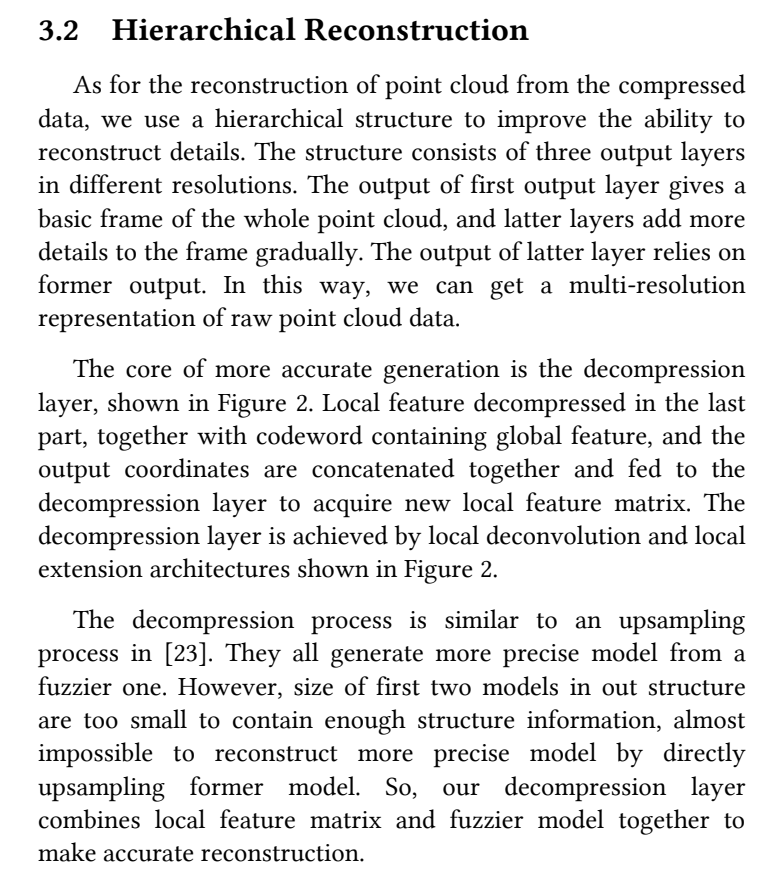 3.2 Hierarchical Reconstruction
As for the reconstruction of point cloud from the compressed
data, we use a hierarchical structure to improve the ability to
reconstruct details. The structure consists of three output layers
in different resolutions. The output of first output layer gives a
basic frame of the whole point cloud, and latter layers add more
details to the frame gradually. The output of latter layer relies on
former output. In this way, we can get a multi-resolution
representation of raw point cloud data.
The core of more accurate generation is the decompression
layer, shown in Figure 2. Local feature decompressed in the last
part, together with codeword containing global feature, and the
output coordinates are concatenated together and fed to the
decompression layer to acquire new local feature matrix. The
decompression layer is achieved by local deconvolution and local
extension architectures shown in Figure 2.
The decompression process is similar to an upsampling
process in [23]. They all generate more precise model from a
fuzzier one. However, size of first two models in out structure
are too small to contain enough structure information, almost
impossible to reconstruct more precise model by directly
upsampling former model. So, our decompression layer
combines local feature matrix and fuzzier model together to
make accurate reconstruction.